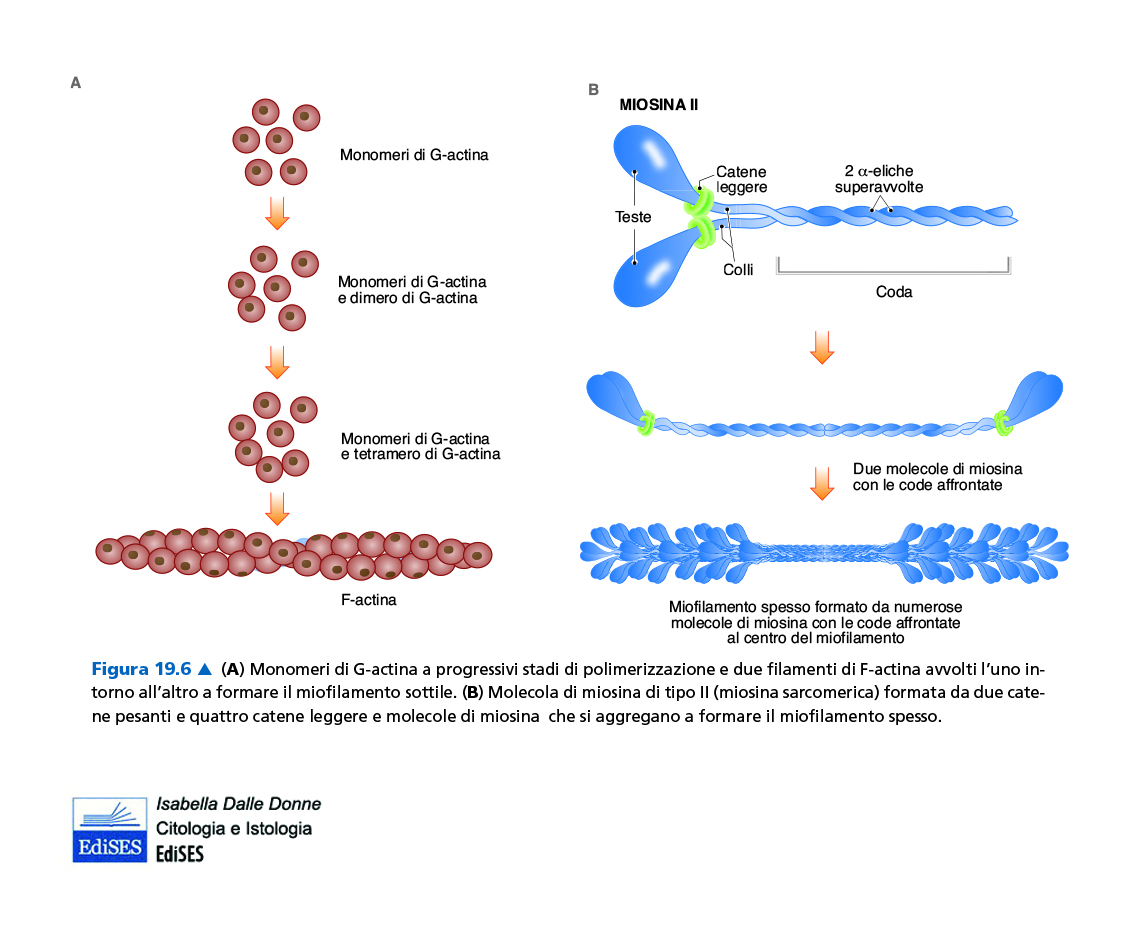 A
Monomeri di G-actina
Monomeri di G-actina
e dimero di G-actina
Monomeri di G-actina
e tetramero di G-actina
F-actina
B
MIOSINA II
Catene
leggere
2 α-eliche
superavvolte
Teste
Colli
Coda
Due molecole di miosina
con le code affrontate
Miofilamento spesso formato da numerose
molecole di miosina con le code affrontate
al centro del miofilamento
Figura 19.6 ▲ (A) Monomeri di G-actina a progressivi stadi di polimerizzazione e due filamenti di F-actina avvolti l'uno in-
torno all'altro a formare il miofilamento sottile. (B) Molecola di miosina di tipo II (miosina sarcomerica) formata da due cate-
ne pesanti e quattro catene leggere e molecole di miosina che si aggregano a formare il miofilamento spesso.
EdiSES
Isabella Dalle Donne
Citologia e Istologia
EdiSES